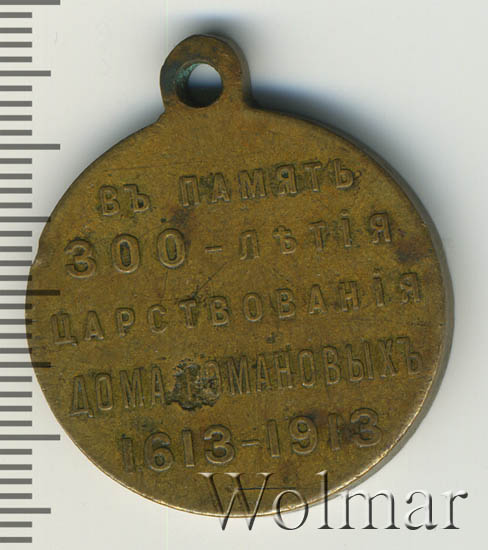 ВЪ ПАМЯТЬ
300-ЛѢТІЯ
ЦАРСТВОВАНІЯ
ДОМА РОМАНОВЫХЪ
1613-1913
Wolmar